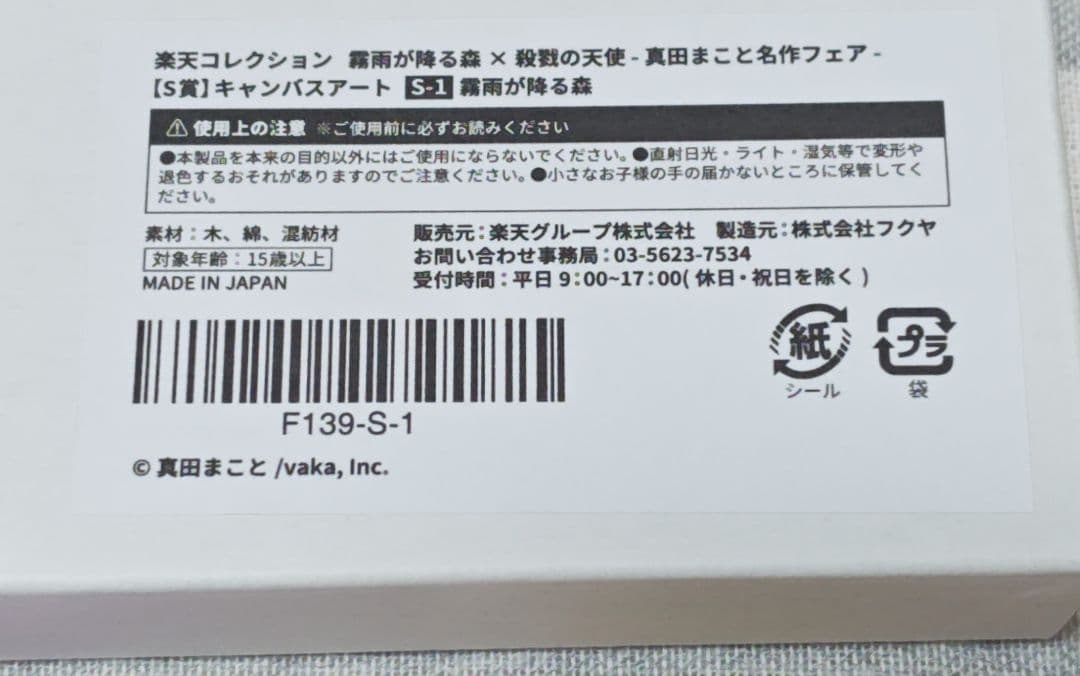 楽天コレクション 霧雨が降る森 × 殺戮の天使 - 真田まこと名作フェア -
【S賞】キャンバスアート S-1 霧雨が降る森
⚠ 使用上の注意 ※ご使用前に必ずお読みください
●本製品を本来の目的以外にはご使用にならないでください。●直射日光・ライト・湿気等で変形や
退色するおそれがありますのでご注意ください。●小さなお子様の手の届かないところに保管してく
ださい。
素材：木、綿、混紡材
対象年齢：15歳以上
MADE IN JAPAN
販売元：楽天グループ株式会社 製造元：株式会社フクヤ
お問い合わせ事務局：03-5623-7534
受付時間：平日 9:00~17:00( 休日・祝日を除く )
紙
シール
プラ
袋
F139-S-1
© 真田まこと /vaka, Inc.